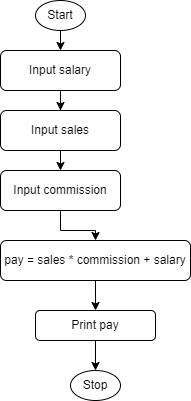 Start
Input salary
Input sales
Input commission
pay = sales * commission + salary
Print pay
Stop